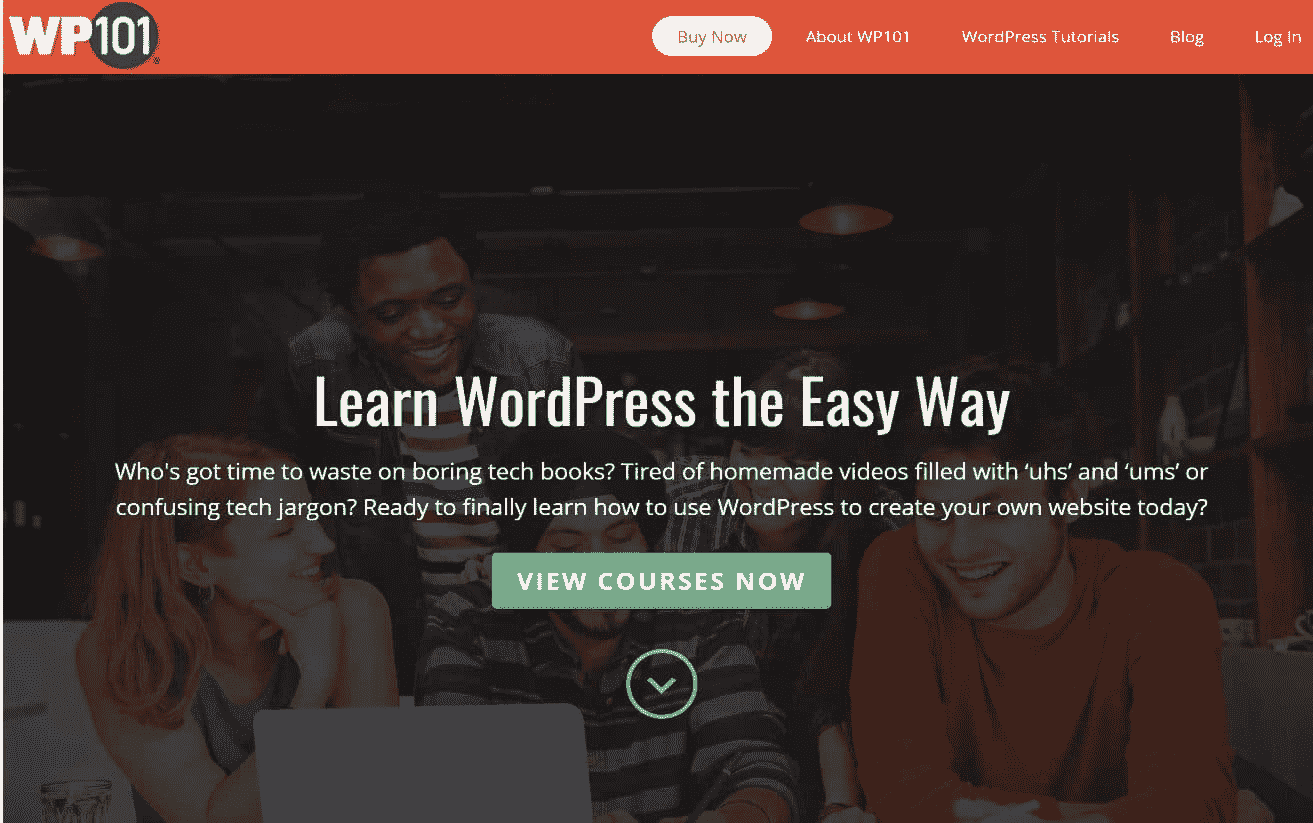 WP101®
Buy Now
About WP101
WordPress Tutorials
Blog
Log In
Learn WordPress the Easy Way
Who's got time to waste on boring tech books? Tired of homemade videos filled with ‘uhs’ and ‘ums’ or
confusing tech jargon? Ready to finally learn how to use WordPress to create your own website today?
VIEW COURSES NOW